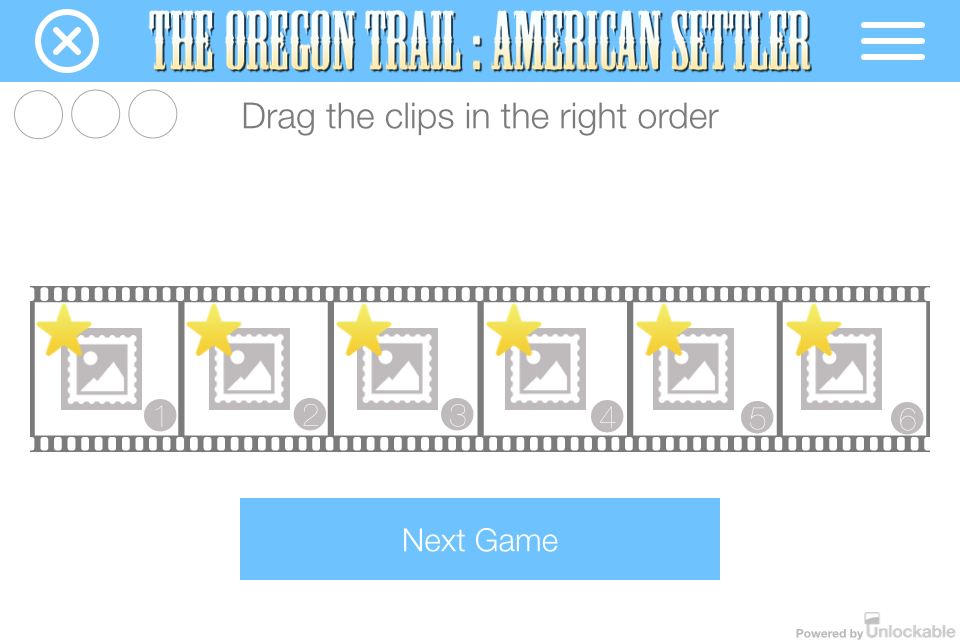 THE OREGON TRAIL : AMERICAN SETTLER
Drag the clips in the right order
1 2 3 4 5 6
Next Game
Powered by Unlockable